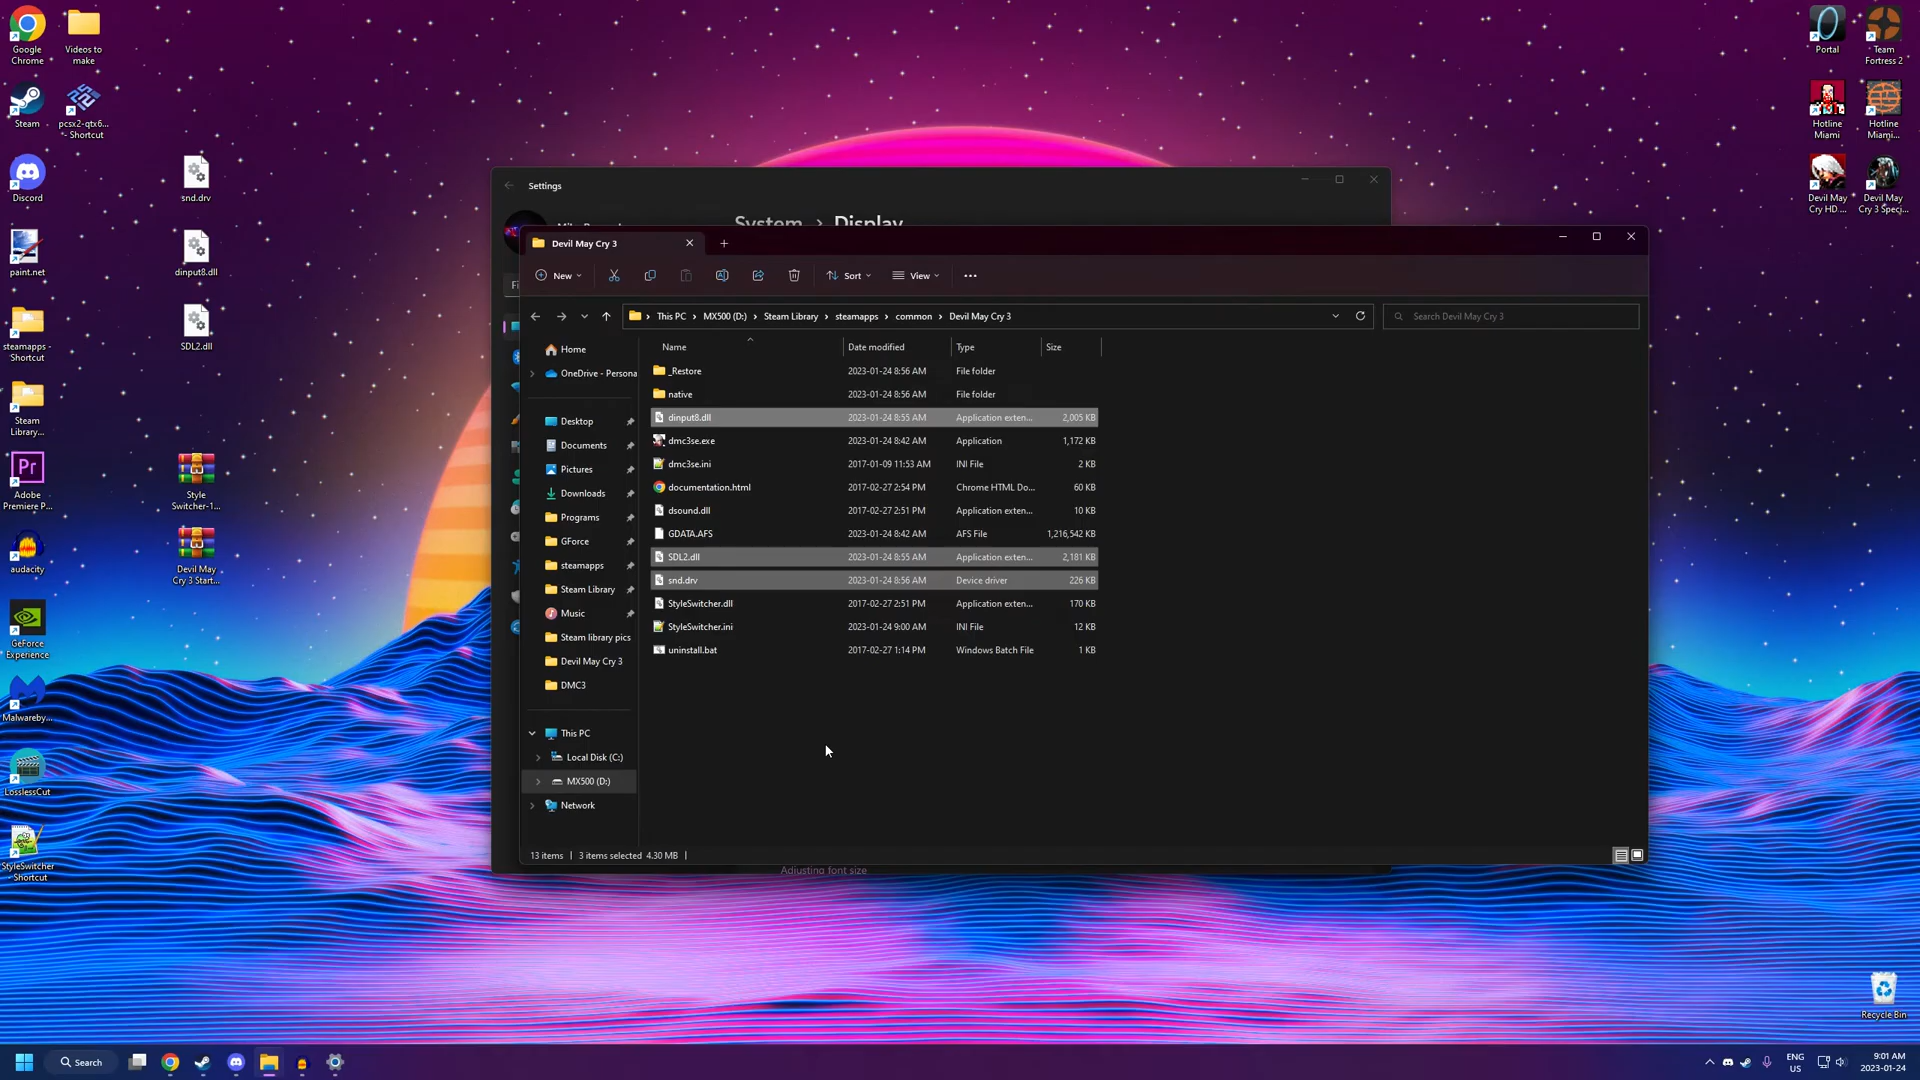 Google
Chrome
Videos to
make
Steam
pcsx2-qtx6...
- Shortcut
Discord
snd.drv
paint.net
dinput8.dll
steamapps
- Shortcut
SDL2.dll
Steam
Library...
Adobe
Premiere P...
Style
Switcher-1...
audacity
Devil May
Cry 3 Start...
GeForce
Experience
Malwareby...
LosslessCut
StyleSwitcher
- Shortcut
Portal
Team
Fortress 2
Hotline
Miami
Hotline
Miami...
Devil May
Cry HD ...
Devil May
Cry 3 Speci...
Recycle Bin
Settings
System › Display
Fi
Devil May Cry 3
New
Sort
View
This PC › MX500 (D:) › Steam Library › steamapps › common › Devil May Cry 3
Search Devil May Cry 3
Name Date modified Type Size
_Restore 2023-01-24 8:56 AM File folder
native 2023-01-24 8:56 AM File folder
dinput8.dll 2023-01-24 8:55 AM Application exten... 2,005 KB
dmc3se.exe 2023-01-24 8:42 AM Application 1,172 KB
dmc3se.ini 2017-01-09 11:53 AM INI File 2 KB
documentation.html 2017-02-27 2:54 PM Chrome HTML Do... 60 KB
dsound.dll 2017-02-27 2:51 PM Application exten... 10 KB
GDATA.AFS 2023-01-24 8:42 AM AFS File 1,216,542 KB
SDL2.dll 2023-01-24 8:55 AM Application exten... 2,181 KB
snd.drv 2023-01-24 8:56 AM Device driver 226 KB
StyleSwitcher.dll 2017-02-27 2:51 PM Application exten... 170 KB
StyleSwitcher.ini 2023-01-24 9:00 AM INI File 12 KB
uninstall.bat 2017-02-27 1:14 PM Windows Batch File 1 KB
Home
OneDrive - Persona
Desktop
Documents
Pictures
Downloads
Programs
GForce
steamapps
Steam Library
Music
Steam library pics
Devil May Cry 3
DMC3
This PC
Local Disk (C:)
MX500 (D:)
Network
13 items | 3 items selected 4.30 MB |
Adjusting font size
Search
ENG
US
9:01 AM
2023-01-24